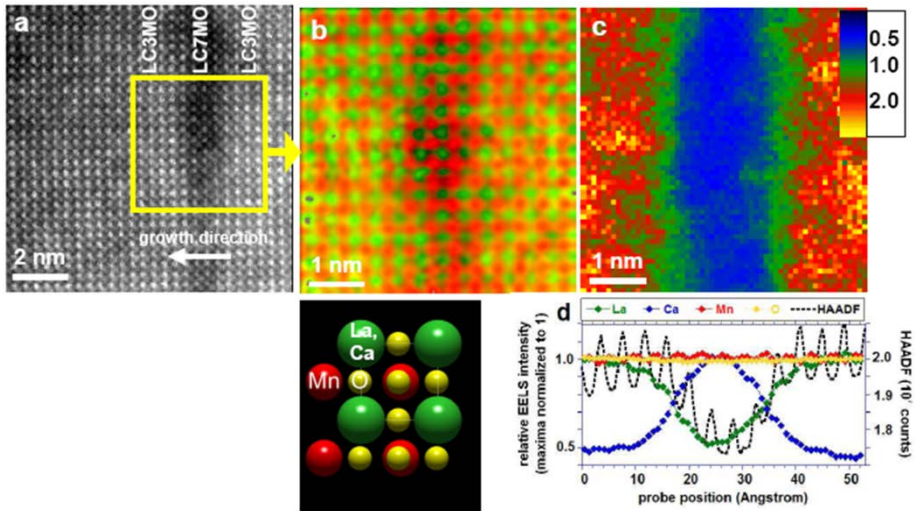 a
LC3MO
LC7MO
LC3MO
growth direction
2 nm
b
1 nm
c
0.5
1.0
2.0
1 nm
La,
Ca
Mn O
d
La Ca Mn O HAADF
relative EELS intensity
(maxima normalized to 1)
1.0
0.5
2.0
1.9
1.8
1.7
HAADF (10⁷ counts)
0 10 20 30 40 50
probe position (Angstrom)